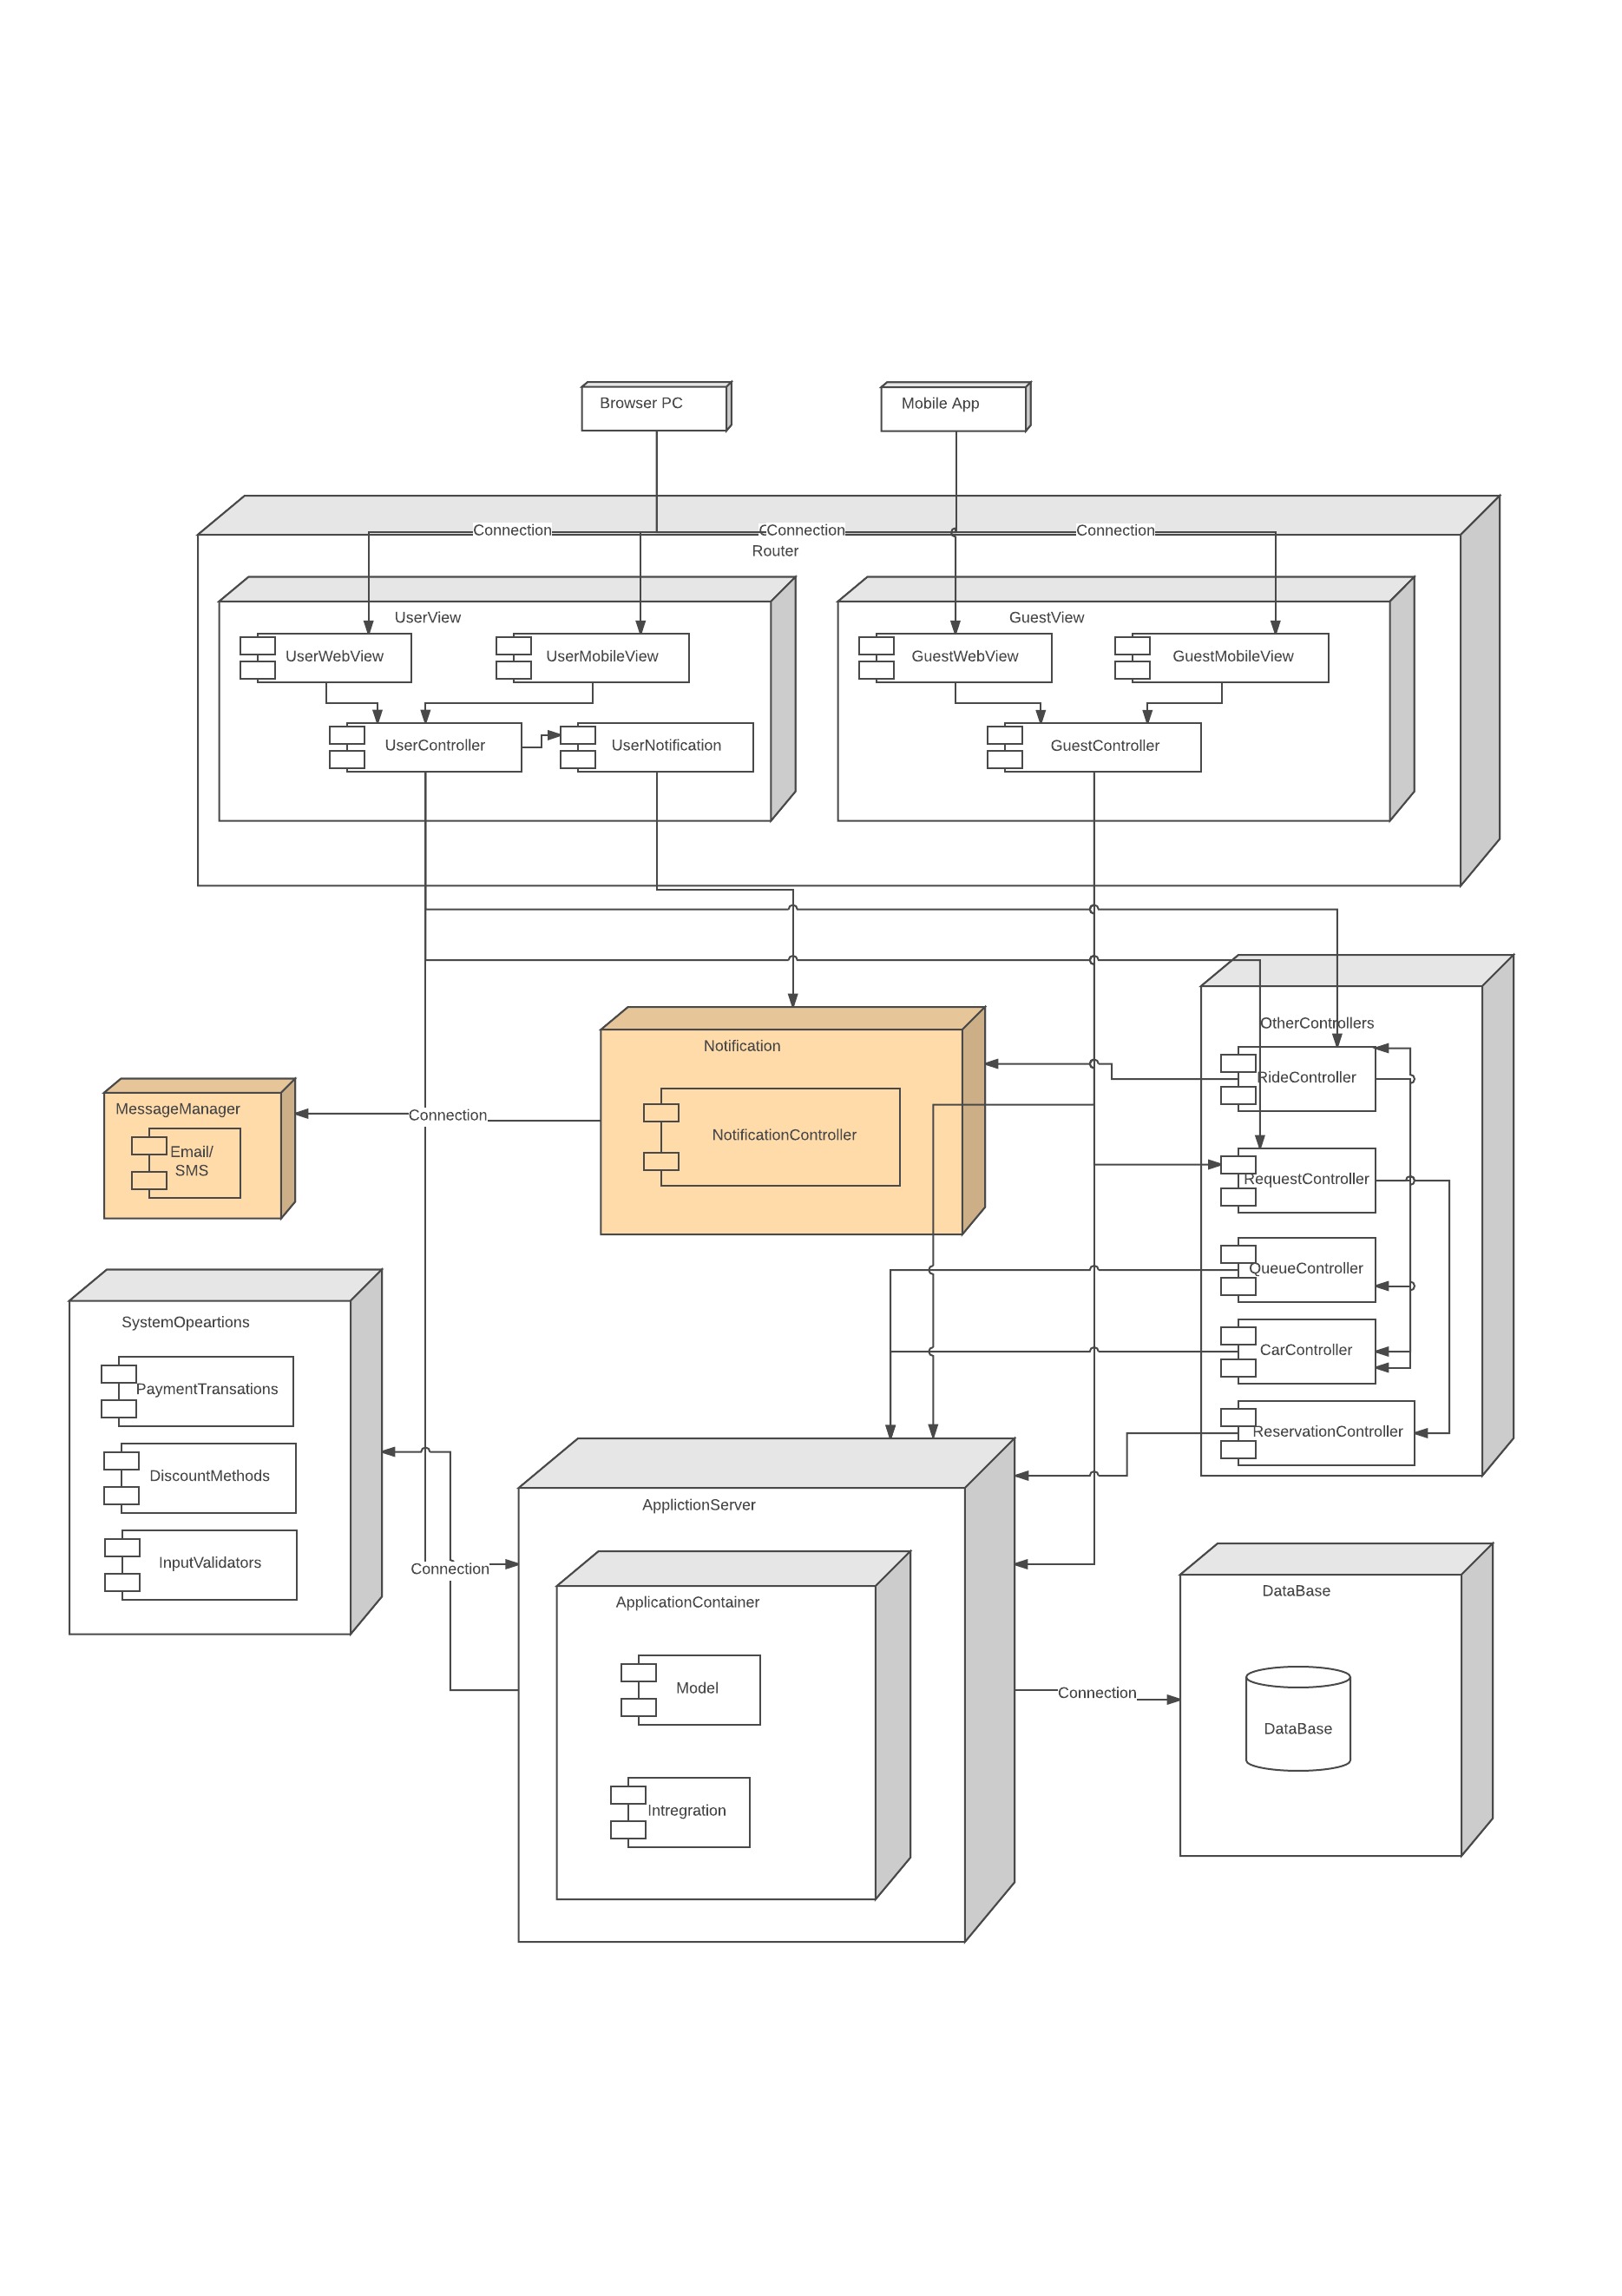 Browser PC
Mobile App
Connection
Connection
Connection
Router
UserView
GuestView
UserWebView
UserMobileView
GuestWebView
GuestMobileView
UserController
UserNotification
GuestController
OtherControllers
Notification
RideController
MessageManager
Connection
NotificationController
Email/
SMS
RequestController
QueueController
SystemOpeartions
CarController
PaymentTransations
ReservationController
DiscountMethods
ApplictionServer
InputValidators
Connection
DataBase
ApplicationContainer
Model
Connection
DataBase
Intregration